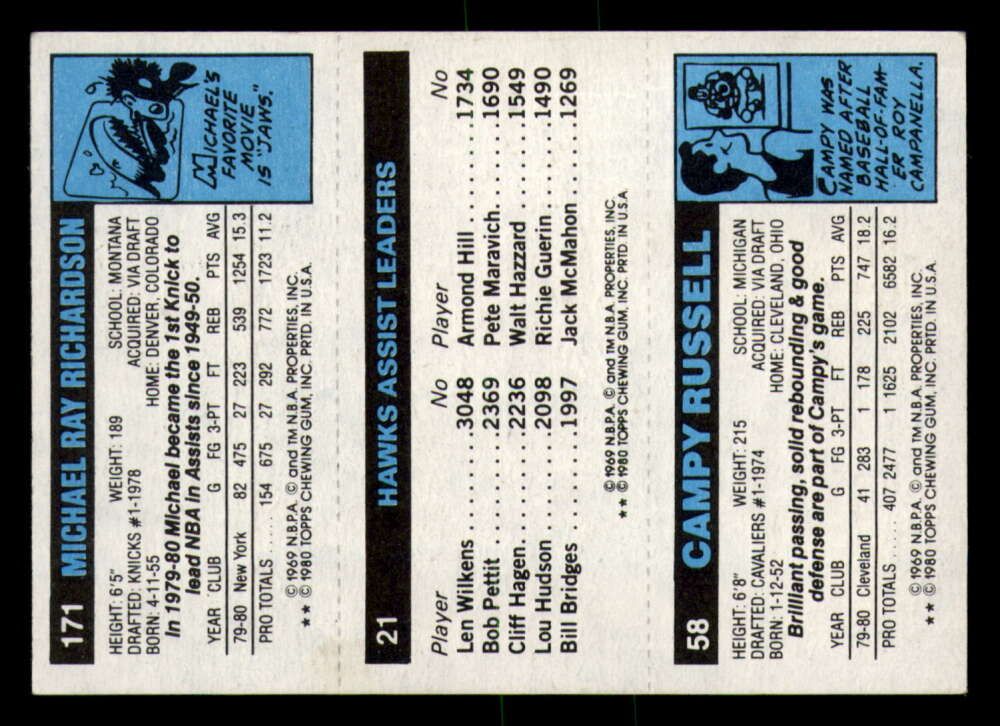 171 MICHAEL RAY RICHARDSON
HEIGHT: 6'5" WEIGHT: 189 SCHOOL: MONTANA
DRAFTED: KNICKS #1-1978 ACQUIRED: VIA DRAFT
BORN: 4-11-55 HOME: DENVER, COLORADO
In 1979-80 Michael became the 1st Knick to
lead NBA in Assists since 1949-50.
YEAR CLUB G FG 3-PT FT REB PTS AVG
79-80 New York 82 475 27 223 539 1254 15.3
PRO TOTALS ..... 154 675 27 292 772 1723 11.2
© 1969 N.B.P.A. © and TM N.B.A. PROPERTIES, INC.
★★ © 1980 TOPPS CHEWING GUM, INC. PRTD. IN U.S.A.
MICHAEL'S
FAVORITE
MOVIE
IS "JAWS."
21 HAWKS ASSIST LEADERS
Player No Player No
Len Wilkens ....3048 Armond Hill .....1734
Bob Pettit ......2369 Pete Maravich...1690
Cliff Hagen.....2236 Walt Hazzard ....1549
Lou Hudson ....2098 Richie Guerin....1490
Bill Bridges .....1997 Jack McMahon ...1269
© 1969 N.B.P.A. © and TM N.B.A. PROPERTIES, INC.
★★ © 1980 TOPPS CHEWING GUM, INC. PRTD. IN U.S.A.
58 CAMPY RUSSELL
HEIGHT: 6'8" WEIGHT: 215 SCHOOL: MICHIGAN
DRAFTED: CAVALIERS #1-1974 ACQUIRED: VIA DRAFT
BORN: 1-12-52 HOME: CLEVELAND, OHIO
Brilliant passing, solid rebounding & good
defense are part of Campy's game.
YEAR CLUB G FG 3-PT FT REB PTS AVG
79-80 Cleveland 41 283 1 178 225 747 18.2
PRO TOTALS .... 407 2477 1 1625 2102 6582 16.2
© 1969 N.B.P.A. © and TM N.B.A. PROPERTIES, INC.
★★ © 1980 TOPPS CHEWING GUM, INC. PRTD. IN U.S.A.
CAMPY WAS
NAMED AFTER
BASEBALL
HALL-OF-FAM-
ER ROY
CAMPANELLA.